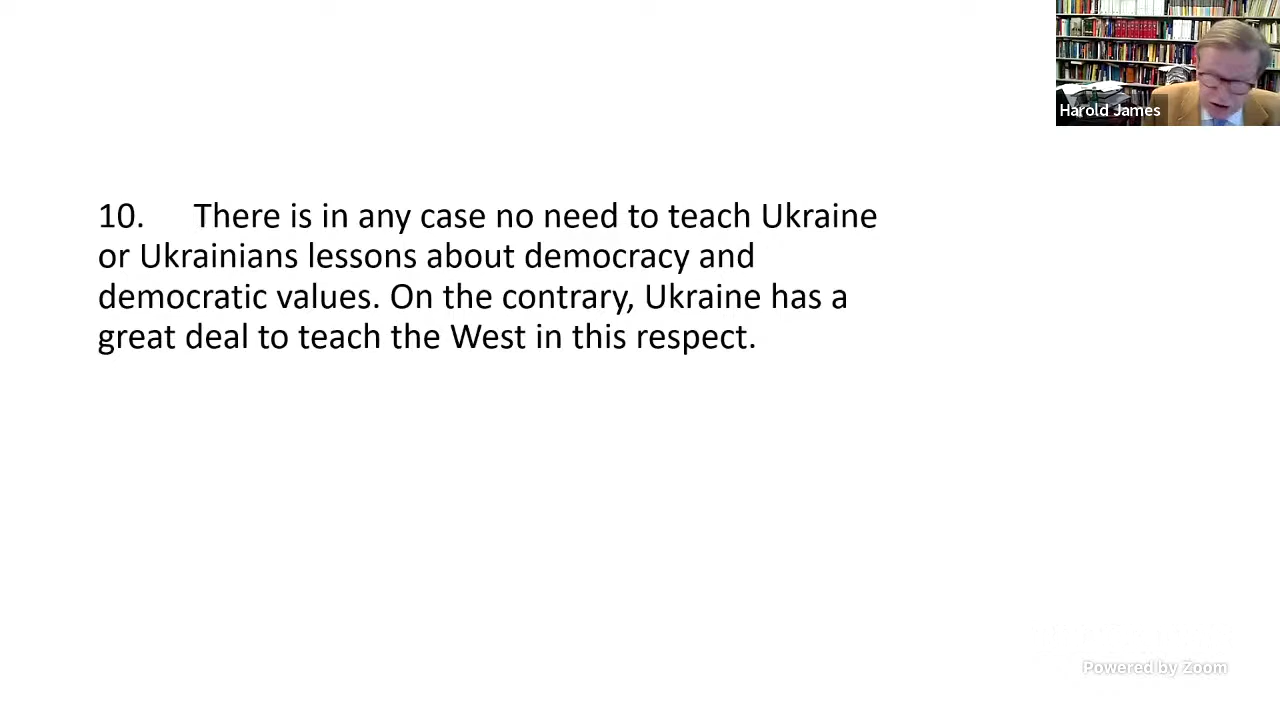 Harold James
10. There is in any case no need to teach Ukraine
or Ukrainians lessons about democracy and
democratic values. On the contrary, Ukraine has a
great deal to teach the West in this respect.
Powered by Zoom